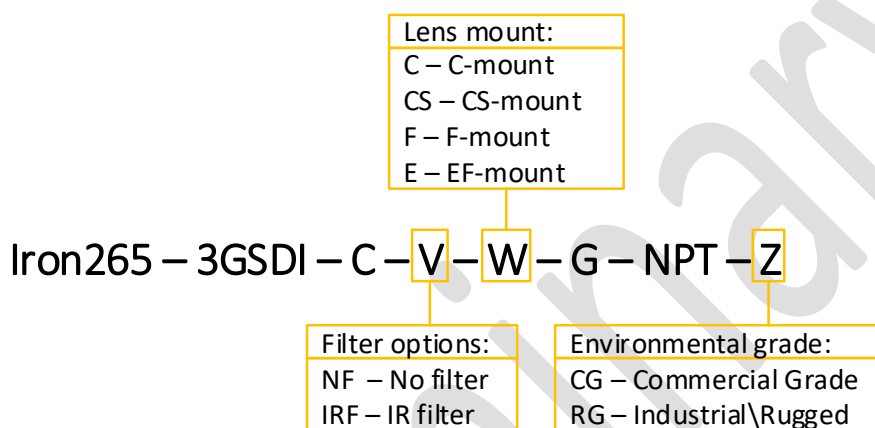 Lens mount:
C – C-mount
CS – CS-mount
F – F-mount
E – EF-mount
Iron265 – 3GSDI – C – V – W – G – NPT – Z
Filter options:
NF – No filter
IRF – IR filter
Environmental grade:
CG – Commercial Grade
RG – Industrial\Rugged